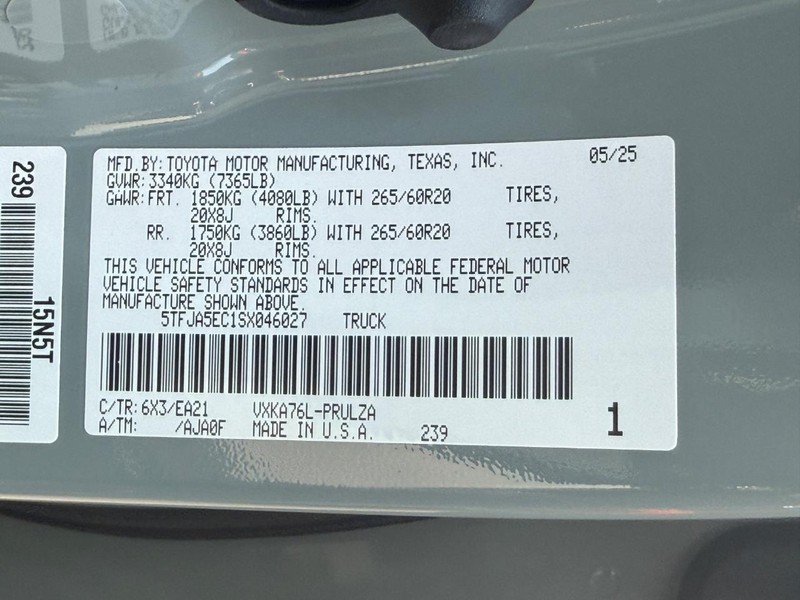 239
15N5T
MFD.BY: TOYOTA MOTOR MANUFACTURING, TEXAS, INC. 05/25
GVWR: 3340KG (7365LB)
GAWR: FRT. 1850KG (4080LB) WITH 265/60R20 TIRES,
20X8J RIMS.
RR. 1750KG (3860LB) WITH 265/60R20 TIRES,
20X8J RIMS.
THIS VEHICLE CONFORMS TO ALL APPLICABLE FEDERAL MOTOR
VEHICLE SAFETY STANDARDS IN EFFECT ON THE DATE OF
MANUFACTURE SHOWN ABOVE.
5TFJA5EC1SX046027 TRUCK
C/TR: 6X3/EA21 VXKA76L-PRULZA
A/TM: /AJA0F MADE IN U.S.A. 239 1